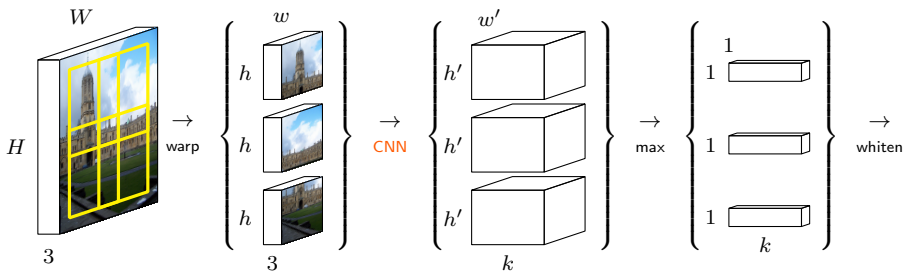 W
H
3
→
warp
w
h
h
h
3
→
CNN
w′
h′
h′
h′
k
→
max
1
1
1
1
k
→
whiten